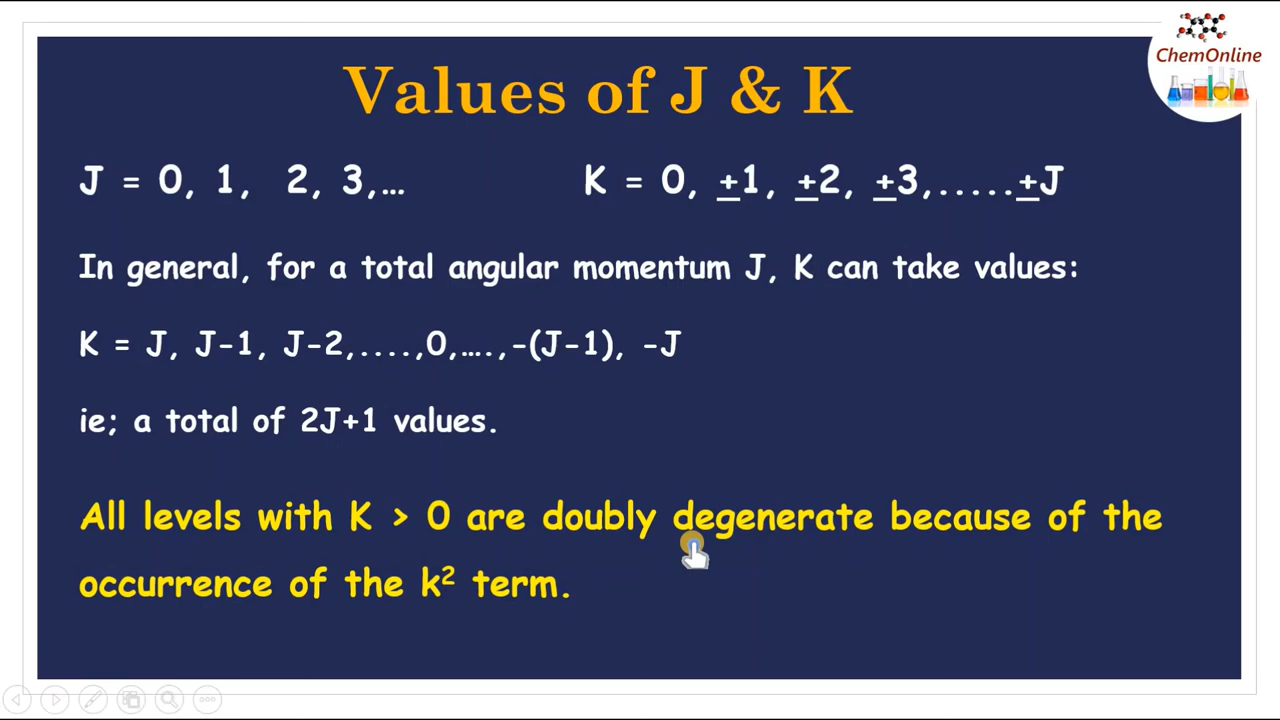 ChemOnline
Values of J & K
J = 0, 1, 2, 3,…
K = 0, ±1, ±2, ±3,.....±J
In general, for a total angular momentum J, K can take values:
K = J, J-1, J-2,....,0,….,-(J-1), -J
ie; a total of 2J+1 values.
All levels with K > 0 are doubly degenerate because of the
occurrence of the k² term.